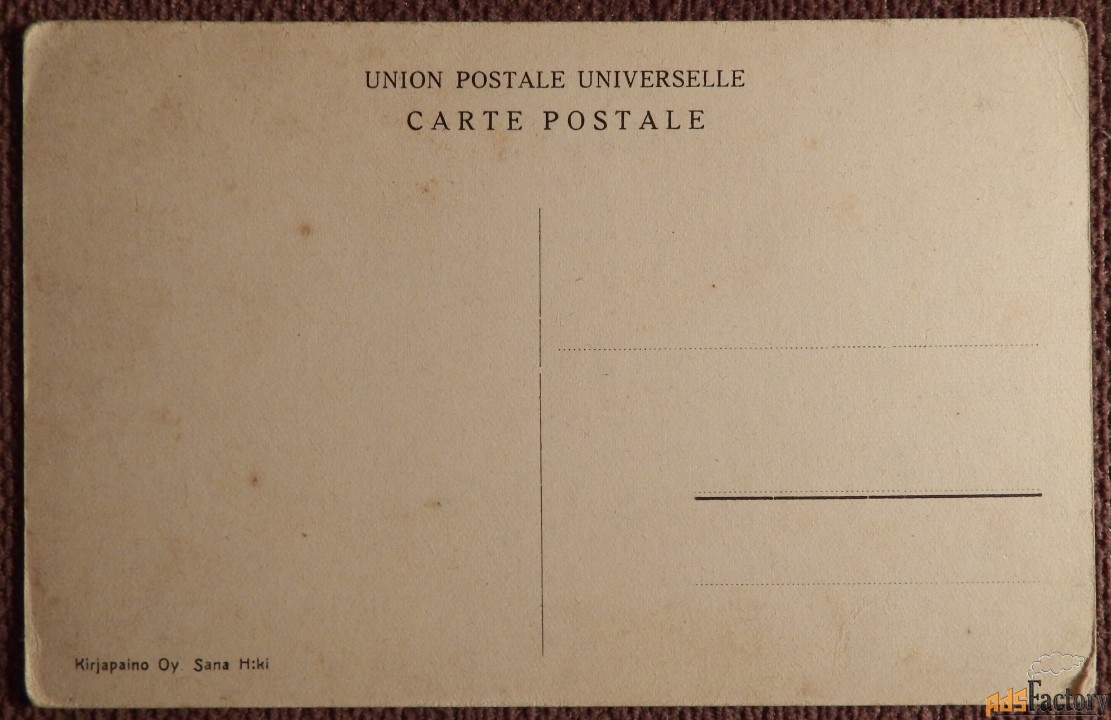 UNION POSTALE UNIVERSELLE
CARTE POSTALE
Kirjapaino Oy. Sana H:ki
adsFactory